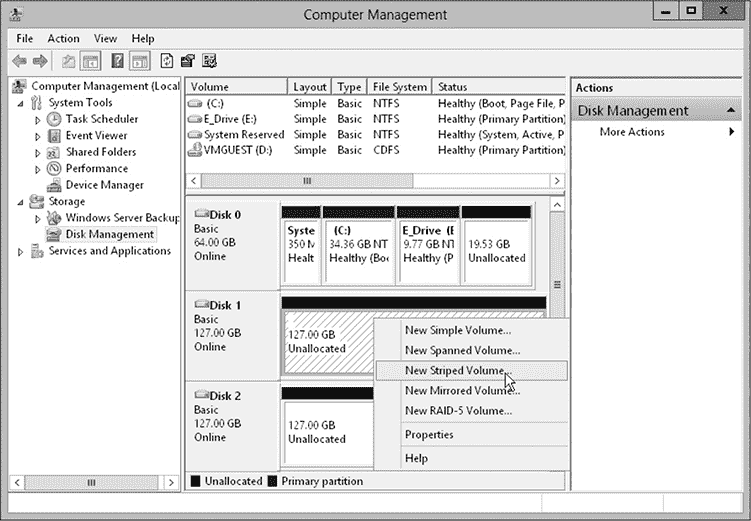 Computer Management
File Action View Help
Computer Management (Local
System Tools
Task Scheduler
Event Viewer
Shared Folders
Performance
Device Manager
Storage
Windows Server Backup
Disk Management
Services and Applications
Volume Layout Type File System Status
(C:) Simple Basic NTFS Healthy (Boot, Page File, P
E_Drive (E:) Simple Basic NTFS Healthy (Primary Partition)
System Reserved Simple Basic NTFS Healthy (System, Active, P
VMGUEST (D:) Simple Basic CDFS Healthy (Primary Partition)
Disk 0
Basic
64.00 GB
Online
Syste
350 M
Healt
(C:)
34.36 GB NT
Healthy (Boo
E_Drive (E
9.77 GB NT
Healthy (P
19.53 GB
Unallocated
Disk 1
Basic
127.00 GB
Online
127.00 GB
Unallocated
Disk 2
Basic
127.00 GB
Online
127.00 GB
Unallocated
New Simple Volume...
New Spanned Volume...
New Striped Volume...
New Mirrored Volume...
New RAID-5 Volume...
Properties
Help
Unallocated Primary partition
Actions
Disk Management
More Actions